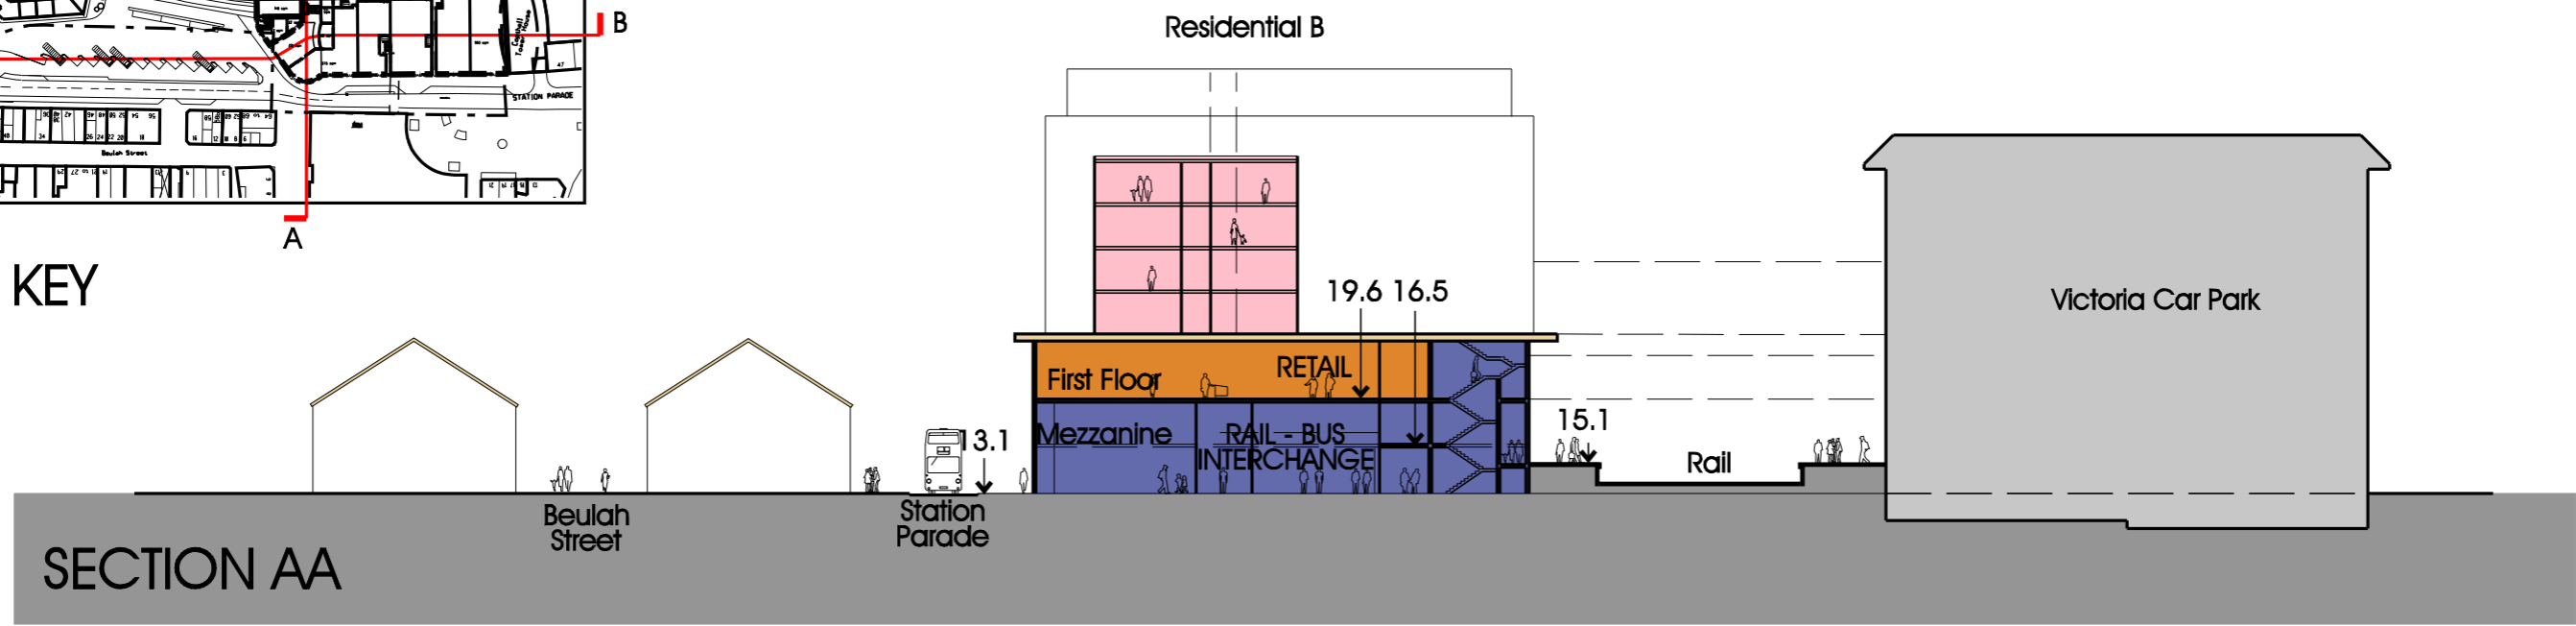 B
STATION PARADE
47
Beulah Street
A
KEY
Residential B
19.6 16.5
Victoria Car Park
First Floor
RETAIL
15.1
13.1
Mezzanine
RAIL - BUS
INTERCHANGE
Rail
Beulah
Street
Station
Parade
SECTION AA